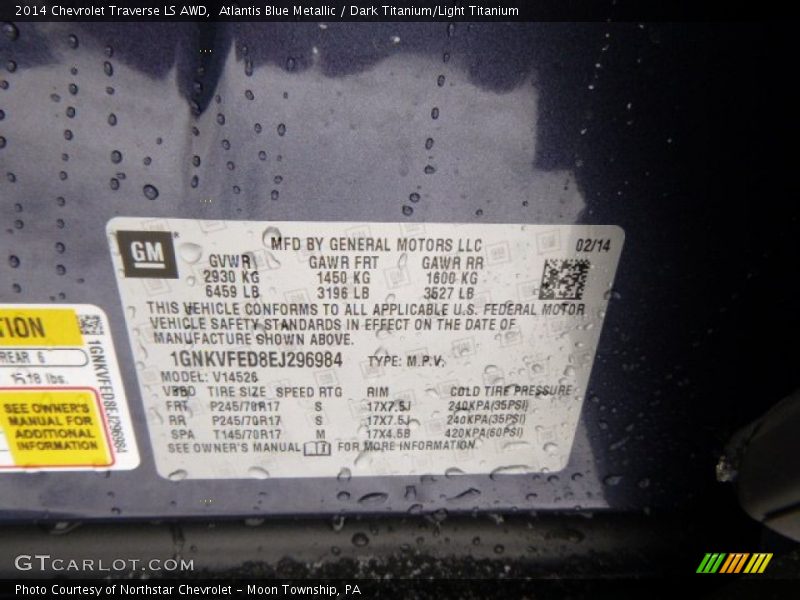 2014 Chevrolet Traverse LS AWD, Atlantis Blue Metallic / Dark Titanium/Light Titanium
GM
MFD BY GENERAL MOTORS LLC 02/14
GVWR GAWR FRT GAWR RR
2930 KG 1450 KG 1600 KG
6459 LB 3196 LB 3527 LB
THIS VEHICLE CONFORMS TO ALL APPLICABLE U.S. FEDERAL MOTOR
VEHICLE SAFETY STANDARDS IN EFFECT ON THE DATE OF
MANUFACTURE SHOWN ABOVE.
1GNKVFED8EJ296984 TYPE: M.P.V.
MODEL: V14526
TIRE SIZE SPEED RTG RIM COLD TIRE PRESSURE
FRT P245/70R17 S 17X7.5J 240KPA(35PSI)
RR P245/70R17 S 17X7.5J 240KPA(35PSI)
SPA T145/70R17 M 17X4.5B 420KPA(60PSI)
SEE OWNER'S MANUAL FOR MORE INFORMATION
TION
REAR 6
lbs.
SEE OWNER'S
MANUAL FOR
ADDITIONAL
INFORMATION
1GNKVFED8EJ296984
GTCARLOT.COM
Photo Courtesy of Northstar Chevrolet - Moon Township, PA